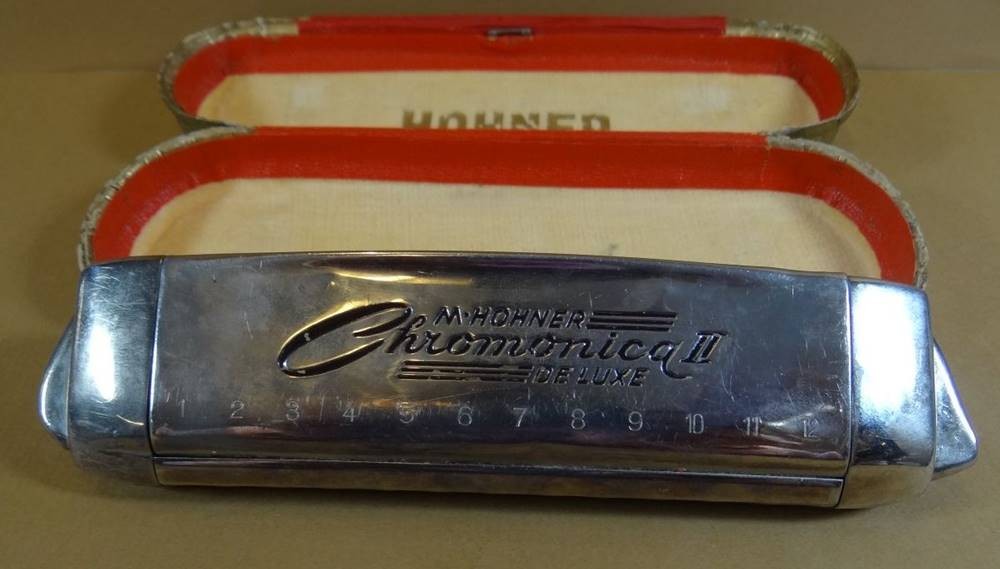 HOHNER
M·HOHNER
Chromonica II
DE LUXE
1 2 3 4 5 6 7 8 9 10 11 12